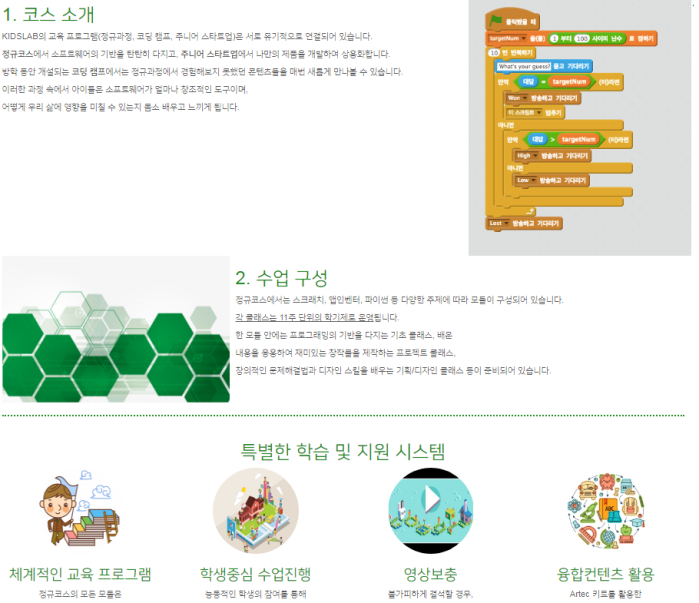 1. 코스 소개
KIDSLAB의 교육 프로그램(정규과정, 코딩 캠프, 주니어 스타트업)은 서로 유기적으로 연결되어 있습니다.
정규코스에서 소프트웨어의 기반을 탄탄히 다지고, 주니어 스타트업에서 나만의 제품을 개발하여 상용화합니다.
방학 동안 개설되는 코딩 캠프에서는 정규과정에서 경험해보지 못했던 콘텐츠들을 매번 새롭게 만나볼 수 있습니다.
이러한 과정 속에서 아이들은 소프트웨어가 얼마나 창조적인 도구이며,
어떻게 우리 삶에 영향을 미칠 수 있는지 몸소 배우고 느끼게 됩니다.
클릭했을 때
targetNum ▼ 을(를) 1 부터 100 사이의 난수 로 정하기
10 번 반복하기
What's your guess? 묻고 기다리기
만약 대답 = targetNum (이)라면
Won ▼ 방송하고 기다리기
이 스크립트 ▼ 멈추기
아니면
만약 대답 > targetNum (이)라면
High ▼ 방송하고 기다리기
아니면
Low ▼ 방송하고 기다리기
Lost ▼ 방송하고 기다리기
2. 수업 구성
정규코스에서는 스크래치, 앱인벤터, 파이썬 등 다양한 주제에 따라 모듈이 구성되어 있습니다.
각 클래스는 11주 단위의 학기제로 운영됩니다.
한 모듈 안에는 프로그래밍의 기반을 다지는 기초 클래스, 배운
내용을 응용하여 재미있는 창작물을 제작하는 프로젝트 클래스,
창의적인 문제해결법과 디자인 스킬을 배우는 기획/디자인 클래스 등이 준비되어 있습니다.
특별한 학습 및 지원 시스템
ABC
체계적인 교육 프로그램
학생중심 수업진행
영상보충
융합컨텐츠 활용
정규코스의 모든 모듈은
능동적인 학생의 참여를 통해
불가피하게 결석할 경우,
Artec 키트를 활용한